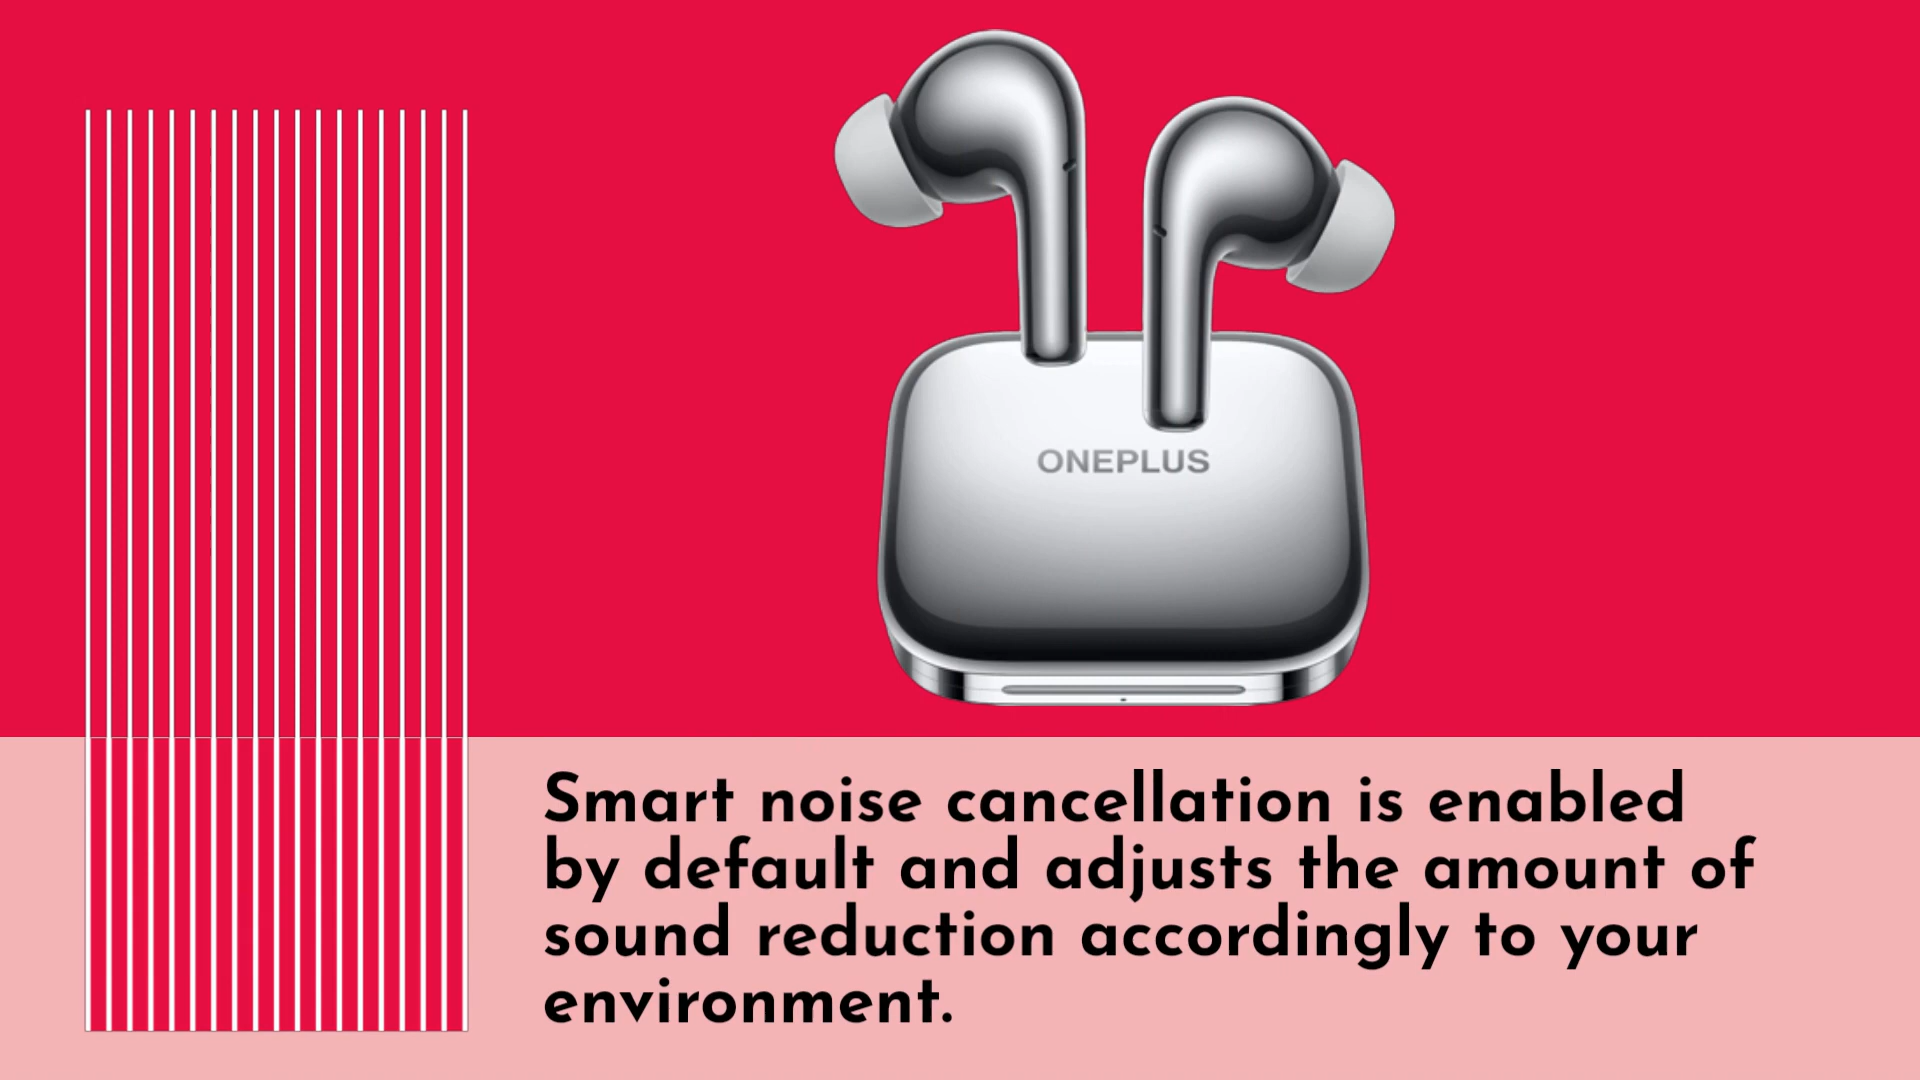 ONEPLUS
Smart noise cancellation is enabled
by default and adjusts the amount of
sound reduction accordingly to your
environment.